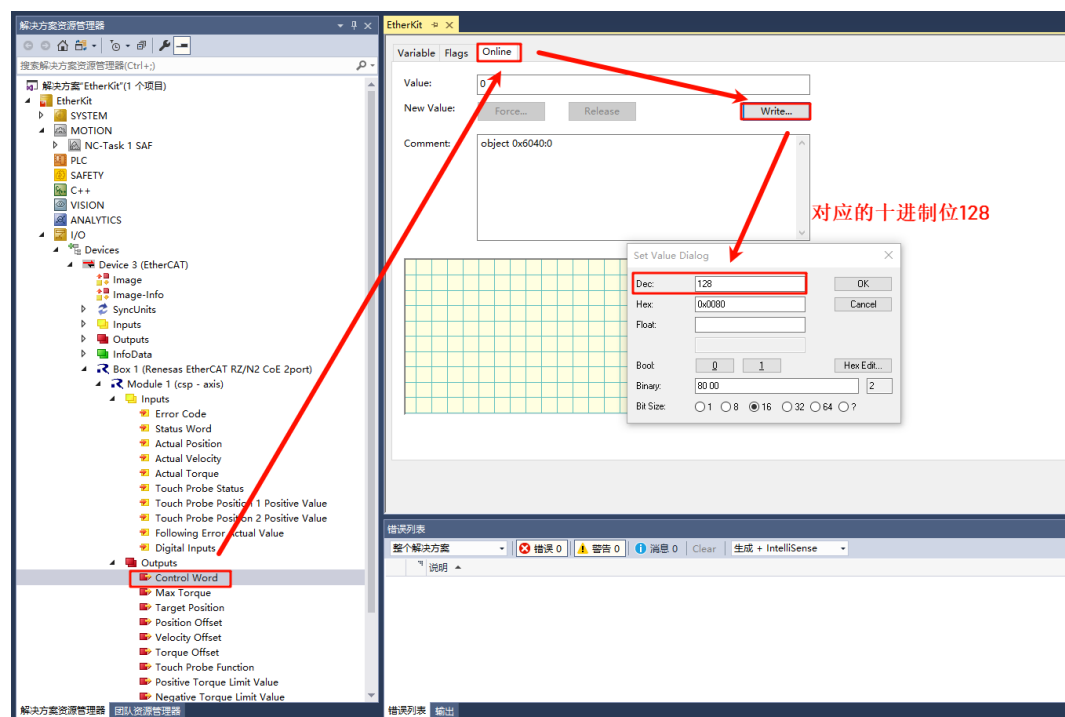 解决方案资源管理器
搜索解决方案资源管理器(Ctrl+;)
解决方案"EtherKit"(1 个项目)
EtherKit
SYSTEM
MOTION
NC-Task 1 SAF
PLC
SAFETY
C++
VISION
ANALYTICS
I/O
Devices
Device 3 (EtherCAT)
Image
Image-Info
SyncUnits
Inputs
Outputs
InfoData
Box 1 (Renesas EtherCAT RZ/N2 CoE 2port)
Module 1 (csp - axis)
Inputs
Error Code
Status Word
Actual Position
Actual Velocity
Actual Torque
Touch Probe Status
Touch Probe Position 1 Positive Value
Touch Probe Position 2 Positive Value
Following Error Actual Value
Digital Inputs
Outputs
Control Word
Max Torque
Target Position
Position Offset
Velocity Offset
Torque Offset
Touch Probe Function
Positive Torque Limit Value
Negative Torque Limit Value
解决方案资源管理器 团队资源管理器
EtherKit
Variable Flags Online
Value: 0
New Value: Force... Release Write...
Comment: object 0x6040:0
对应的十进制位128
Set Value Dialog
Dec: 128 OK
Hex: 0x0080 Cancel
Float:
Bool: 0 1 Hex Edit...
Binary: 80 00 2
Bit Size: 1 8 16 32 64 ?
错误列表
整个解决方案 错误 0 警告 0 消息 0 Clear 生成 + IntelliSense
说明
错误列表 输出